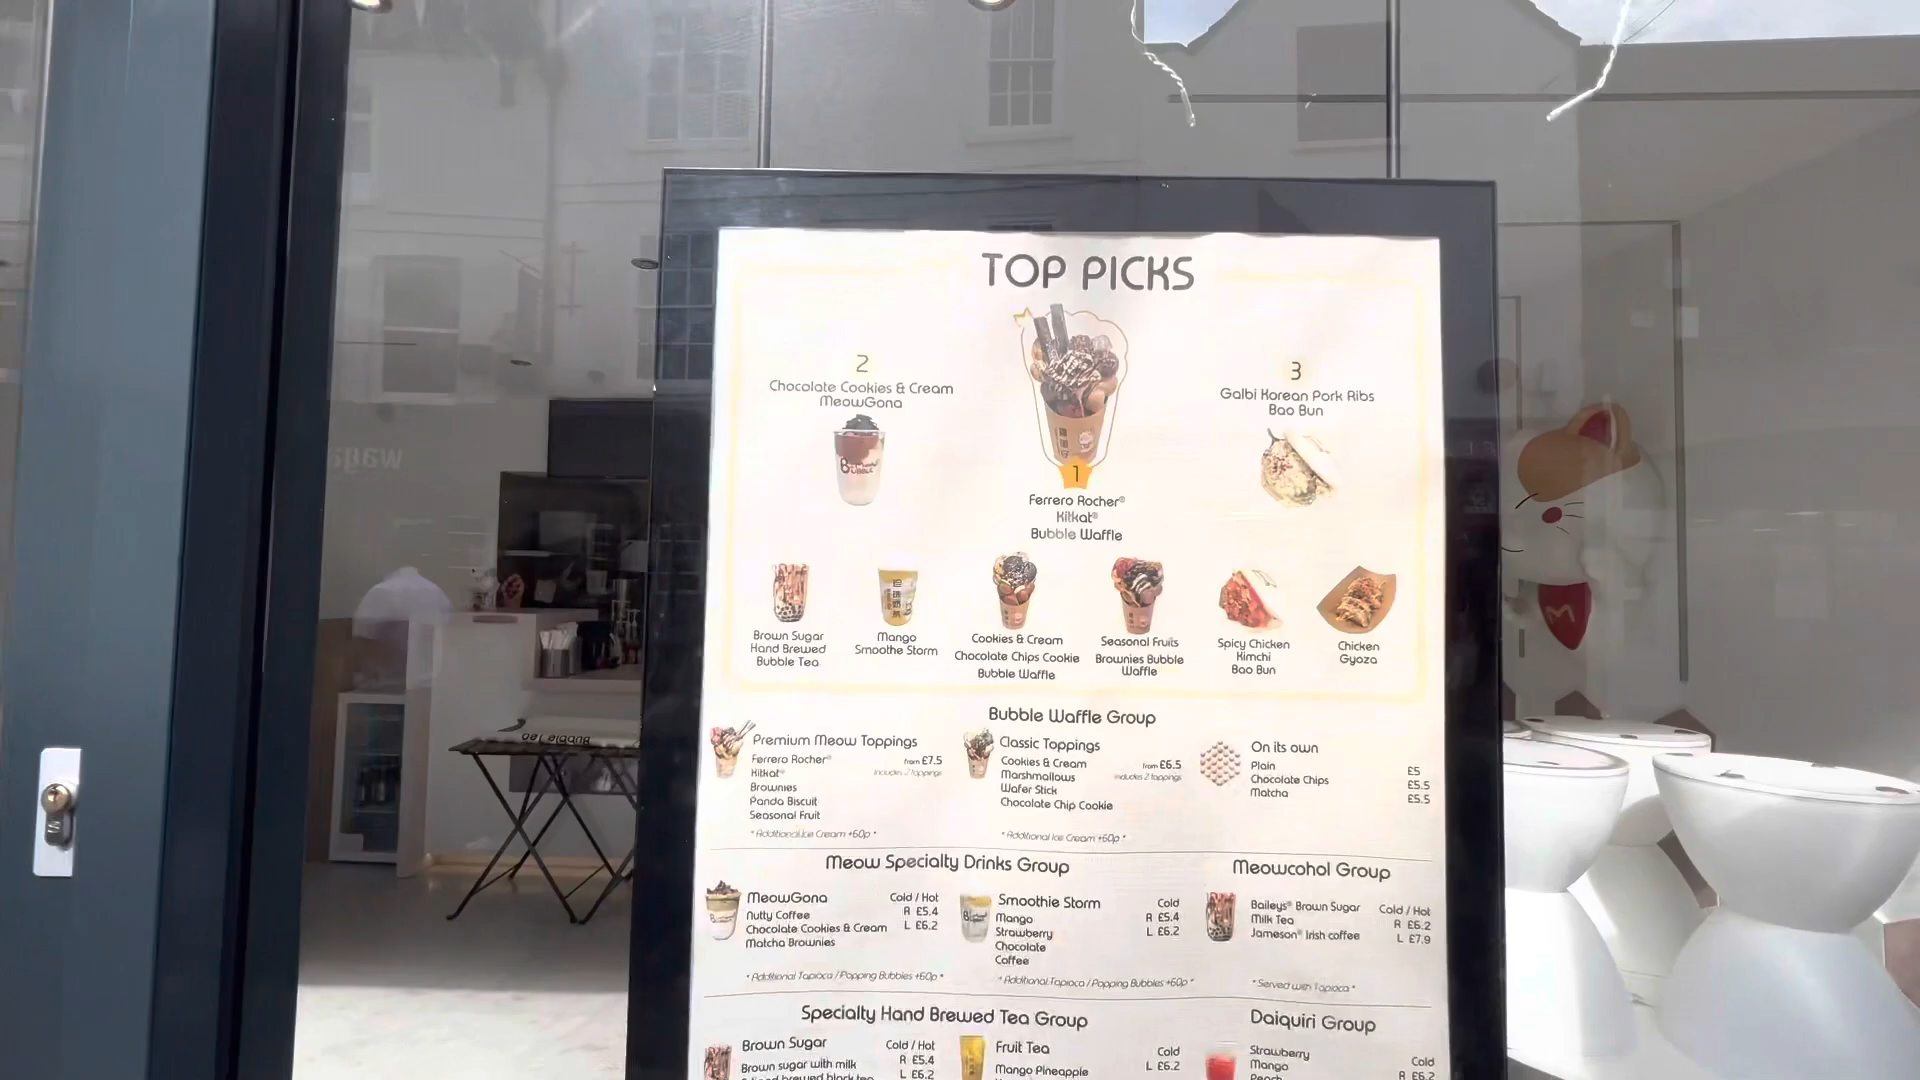 TOP PICKS
2
Chocolate Cookies & Cream
MeowGona
3
Galbi Korean Pork Ribs
Bao Bun
1
Ferrero Rocher®
Kitkat®
Bubble Waffle
Brown Sugar
Hand Brewed
Bubble Tea
Mango
Smoothe Storm
Cookies & Cream
Chocolate Chips Cookie
Bubble Waffle
Seasonal Fruits
Brownies Bubble
Waffle
Spicy Chicken
Kimchi
Bao Bun
Chicken
Gyoza
Bubble Waffle Group
Premium Meow Toppings
Ferrero Rocher®
Kitkat®
Brownies
Panda Biscuit
Seasonal Fruit
from £7.5
includes 2 toppings
* Additional Ice Cream +60p *
Classic Toppings
Cookies & Cream
Marshmallows
Wafer Stick
Chocolate Chip Cookie
from £6.5
includes 2 toppings
* Additional Ice Cream +60p *
On its own
Plain £5
Chocolate Chips £5.5
Matcha £5.5
Meow Specialty Drinks Group
MeowGona
Nutty Coffee
Chocolate Cookies & Cream
Matcha Brownies
Cold / Hot
R £5.4
L £6.2
* Additional Tapioca / Popping Bubbles +60p *
Smoothie Storm
Mango
Strawberry
Chocolate
Coffee
Cold
R £5.4
L £6.2
* Additional Tapioca / Popping Bubbles +60p *
Meowcohol Group
Baileys® Brown Sugar
Milk Tea
Jameson® Irish coffee
Cold / Hot
R £6.2
L £7.9
* Served with Tapioca *
Specialty Hand Brewed Tea Group
Brown Sugar
Brown sugar with milk
Cold / Hot
R £5.4
L £6.2
Fruit Tea
Mango Pineapple
Cold
L £6.2
Daiquiri Group
Strawberry
Mango
Peach
Cold
R £6.2
Bubble Tea